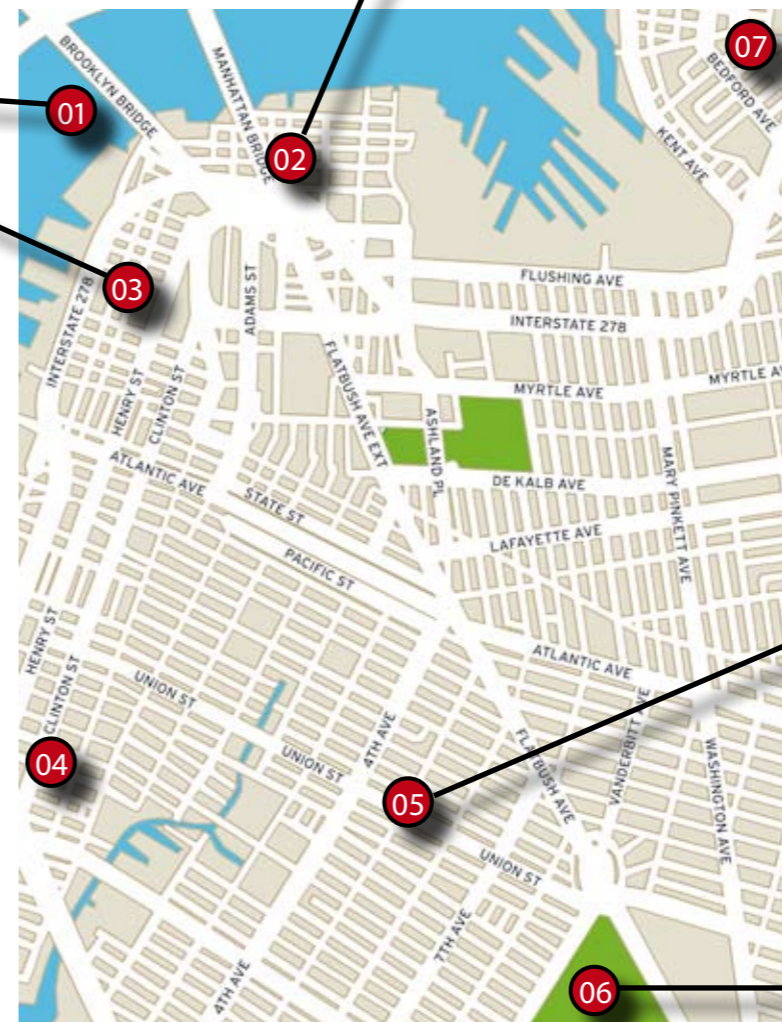 07
BEDFORD AVE
BROOKLYN BRIDGE
MANHATTAN BRIDGE
01
02
KENT AVE
FLUSHING AVE
03
ADAMS ST
INTERSTATE 278
INTERSTATE 278
FLATBUSH AVE EXT
MYRTLE AVE
MYRTLE A
HENRY ST
CLINTON ST
ASHLAND PL
ATLANTIC AVE
DE KALB AVE
MARY PINKETT AVE
STATE ST
LAFAYETTE AVE
PACIFIC ST
HENRY ST
CLINTON ST
UNION ST
ATLANTIC AVE
4TH AVE
UNION ST
FLATBUSH AVE
VANDERBITT AVE
WASHINGTON AVE
04
05
UNION ST
7TH AVE
4TH AVE
06